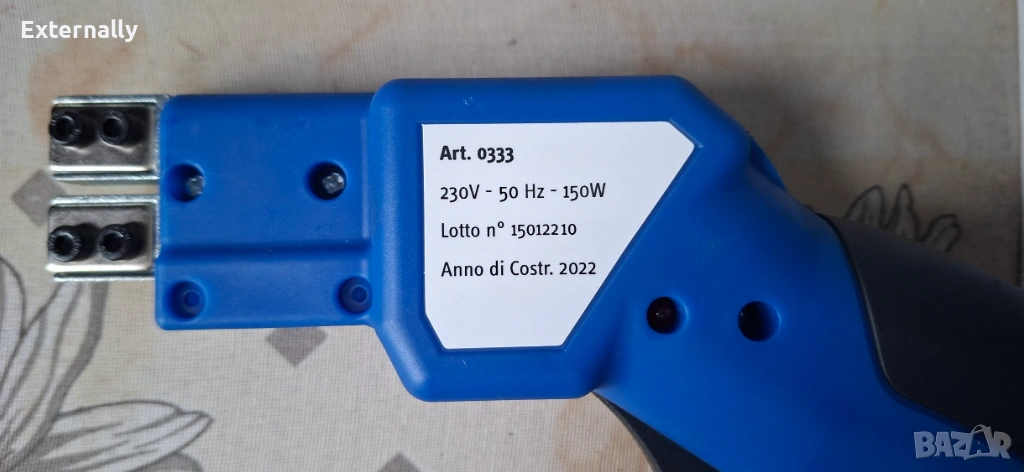 Externally
Art. 0333
230V - 50 Hz - 150W
Lotto n° 15012210
Anno di Costr. 2022
BAZAR